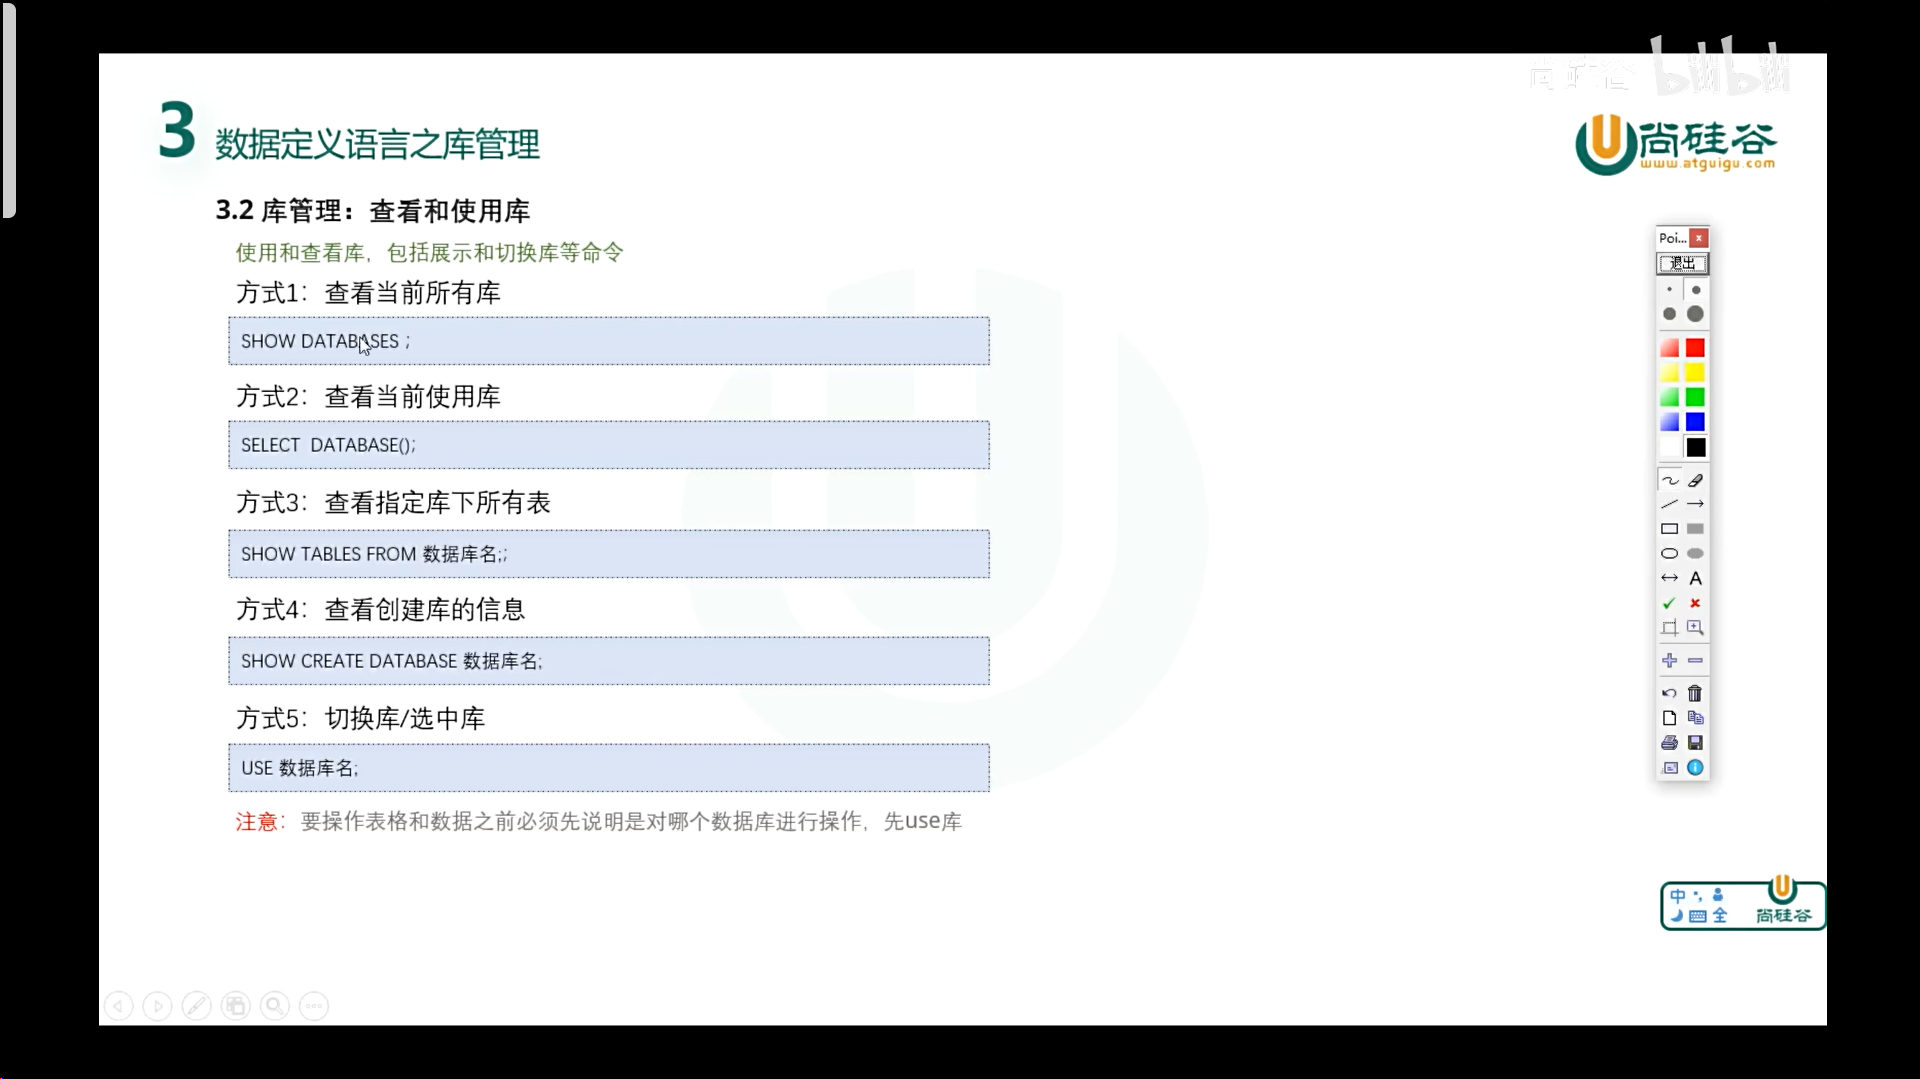 尚硅谷 bilibili
3 数据定义语言之库管理
尚硅谷
www.atguigu.com
3.2 库管理：查看和使用库
使用和查看库，包括展示和切换库等命令
方式1：查看当前所有库
SHOW DATABASES ;
方式2：查看当前使用库
SELECT  DATABASE();
方式3：查看指定库下所有表
SHOW TABLES FROM 数据库名;;
方式4：查看创建库的信息
SHOW CREATE DATABASE 数据库名;
方式5：切换库/选中库
USE 数据库名;
注意：要操作表格和数据之前必须先说明是对哪个数据库进行操作，先use库
Poi... x
退出
A
中
全
尚硅谷